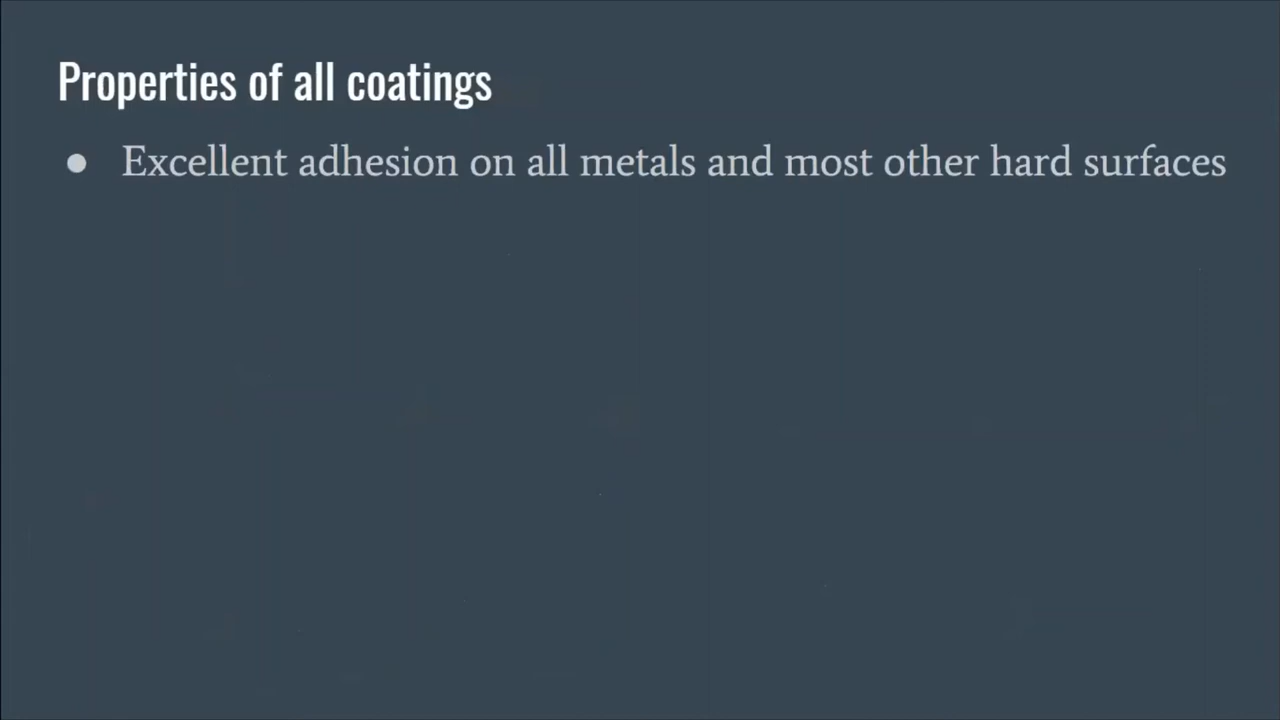 Properties of all coatings
● Excellent adhesion on all metals and most other hard surfaces